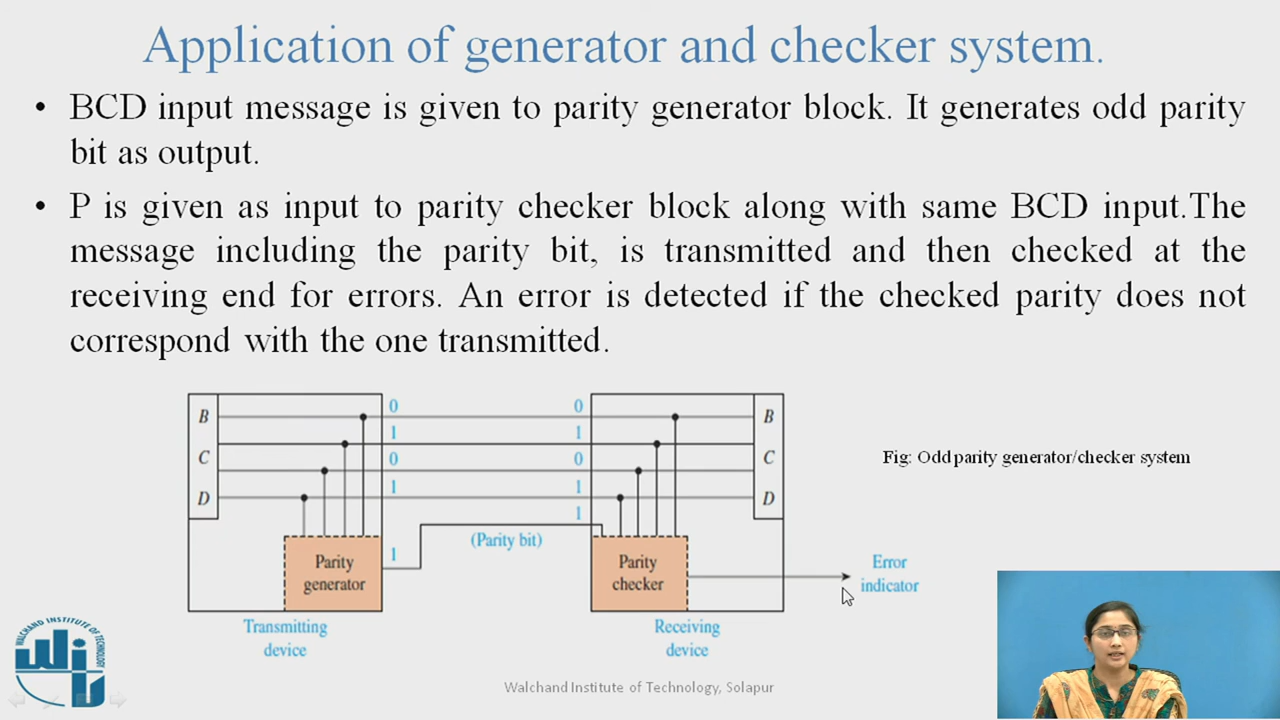 Application of generator and checker system.
• BCD input message is given to parity generator block. It generates odd parity
bit as output.
• P is given as input to parity checker block along with same BCD input.The
message including the parity bit, is transmitted and then checked at the
receiving end for errors. An error is detected if the checked parity does not
correspond with the one transmitted.
B 0 0 B
1 1
C 0 0 C
D 1 1 D
1
Parity generator
1
(Parity bit)
Parity checker
Error indicator
Transmitting device
Receiving device
Fig: Odd parity generator/checker system
WALCHAND INSTITUTE OF TECHNOLOGY
WIT
Walchand Institute of Technology, Solapur